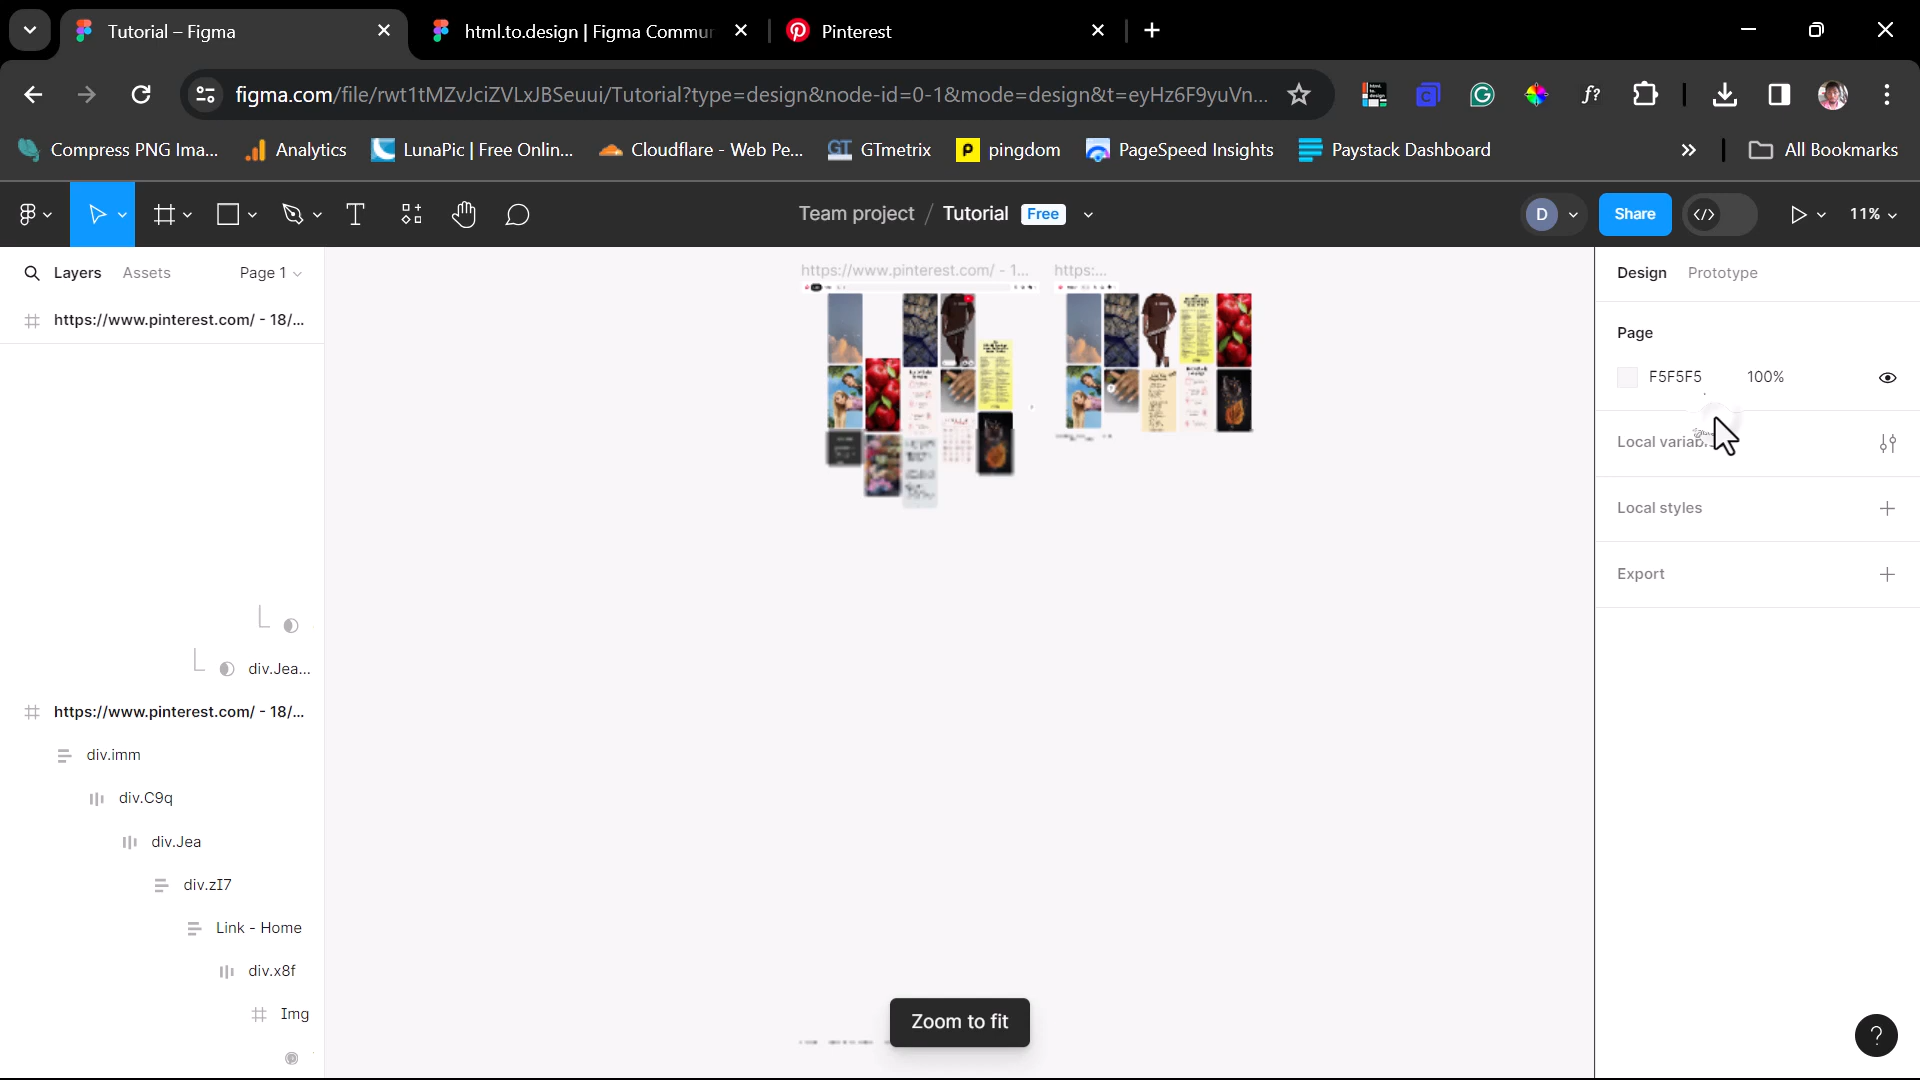 Tutorial – Figma
html.to.design | Figma Commun
Pinterest
figma.com/file/rwt1tMZvJciZVLxJBSeuui/Tutorial?type=design&node-id=0-1&mode=design&t=eyHz6F9yuVn...
Compress PNG Ima...
Analytics
LunaPic | Free Onlin...
Cloudflare - Web Pe...
GTmetrix
pingdom
PageSpeed Insights
Paystack Dashboard
All Bookmarks
Team project / Tutorial Free
D
Share
11%
Layers
Assets
Page 1
https://www.pinterest.com/ - 18/...
https://www.pinterest.com/ - 1...
https:...
Design
Prototype
Page
F5F5F5
100%
Local variab
Local styles
Export
div.Jea...
https://www.pinterest.com/ - 18/...
div.imm
div.C9q
div.Jea
div.zI7
Link - Home
div.x8f
Img
Zoom to fit
?